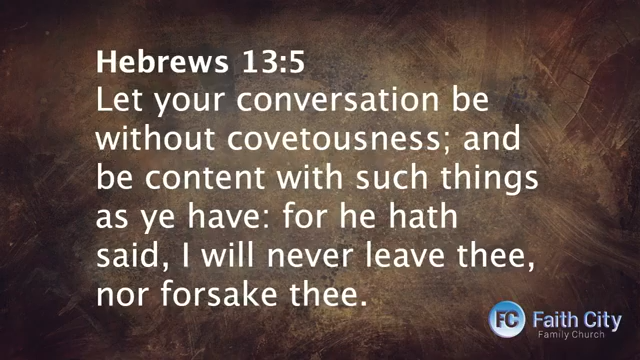 Hebrews 13:5
Let your conversation be
without covetousness; and
be content with such things
as ye have: for he hath
said, I will never leave thee,
nor forsake thee.
FC Faith City
Family Church